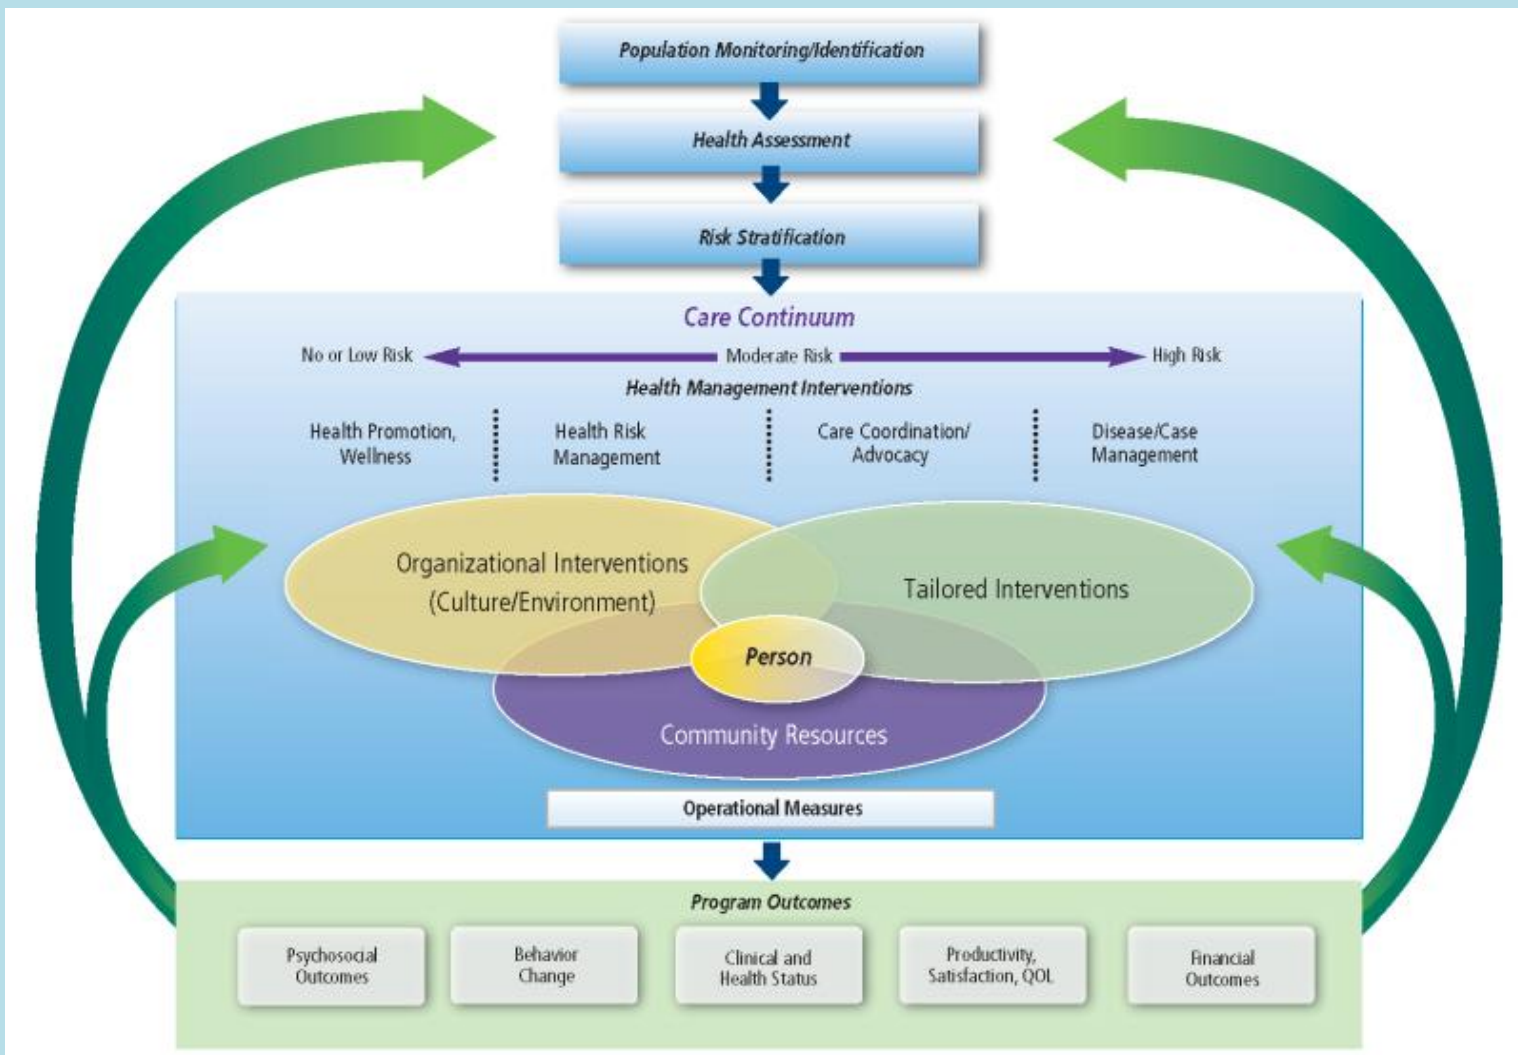 Population Monitoring/Identification
Health Assessment
Risk Stratification
Care Continuum
No or Low Risk
Moderate Risk
High Risk
Health Management Interventions
Health Promotion,
Wellness
Health Risk
Management
Care Coordination/
Advocacy
Disease/Case
Management
Organizational Interventions
(Culture/Environment)
Tailored Interventions
Person
Community Resources
Operational Measures
Program Outcomes
Psychosocial
Outcomes
Behavior
Change
Clinical and
Health Status
Productivity,
Satisfaction, QOL
Financial
Outcomes